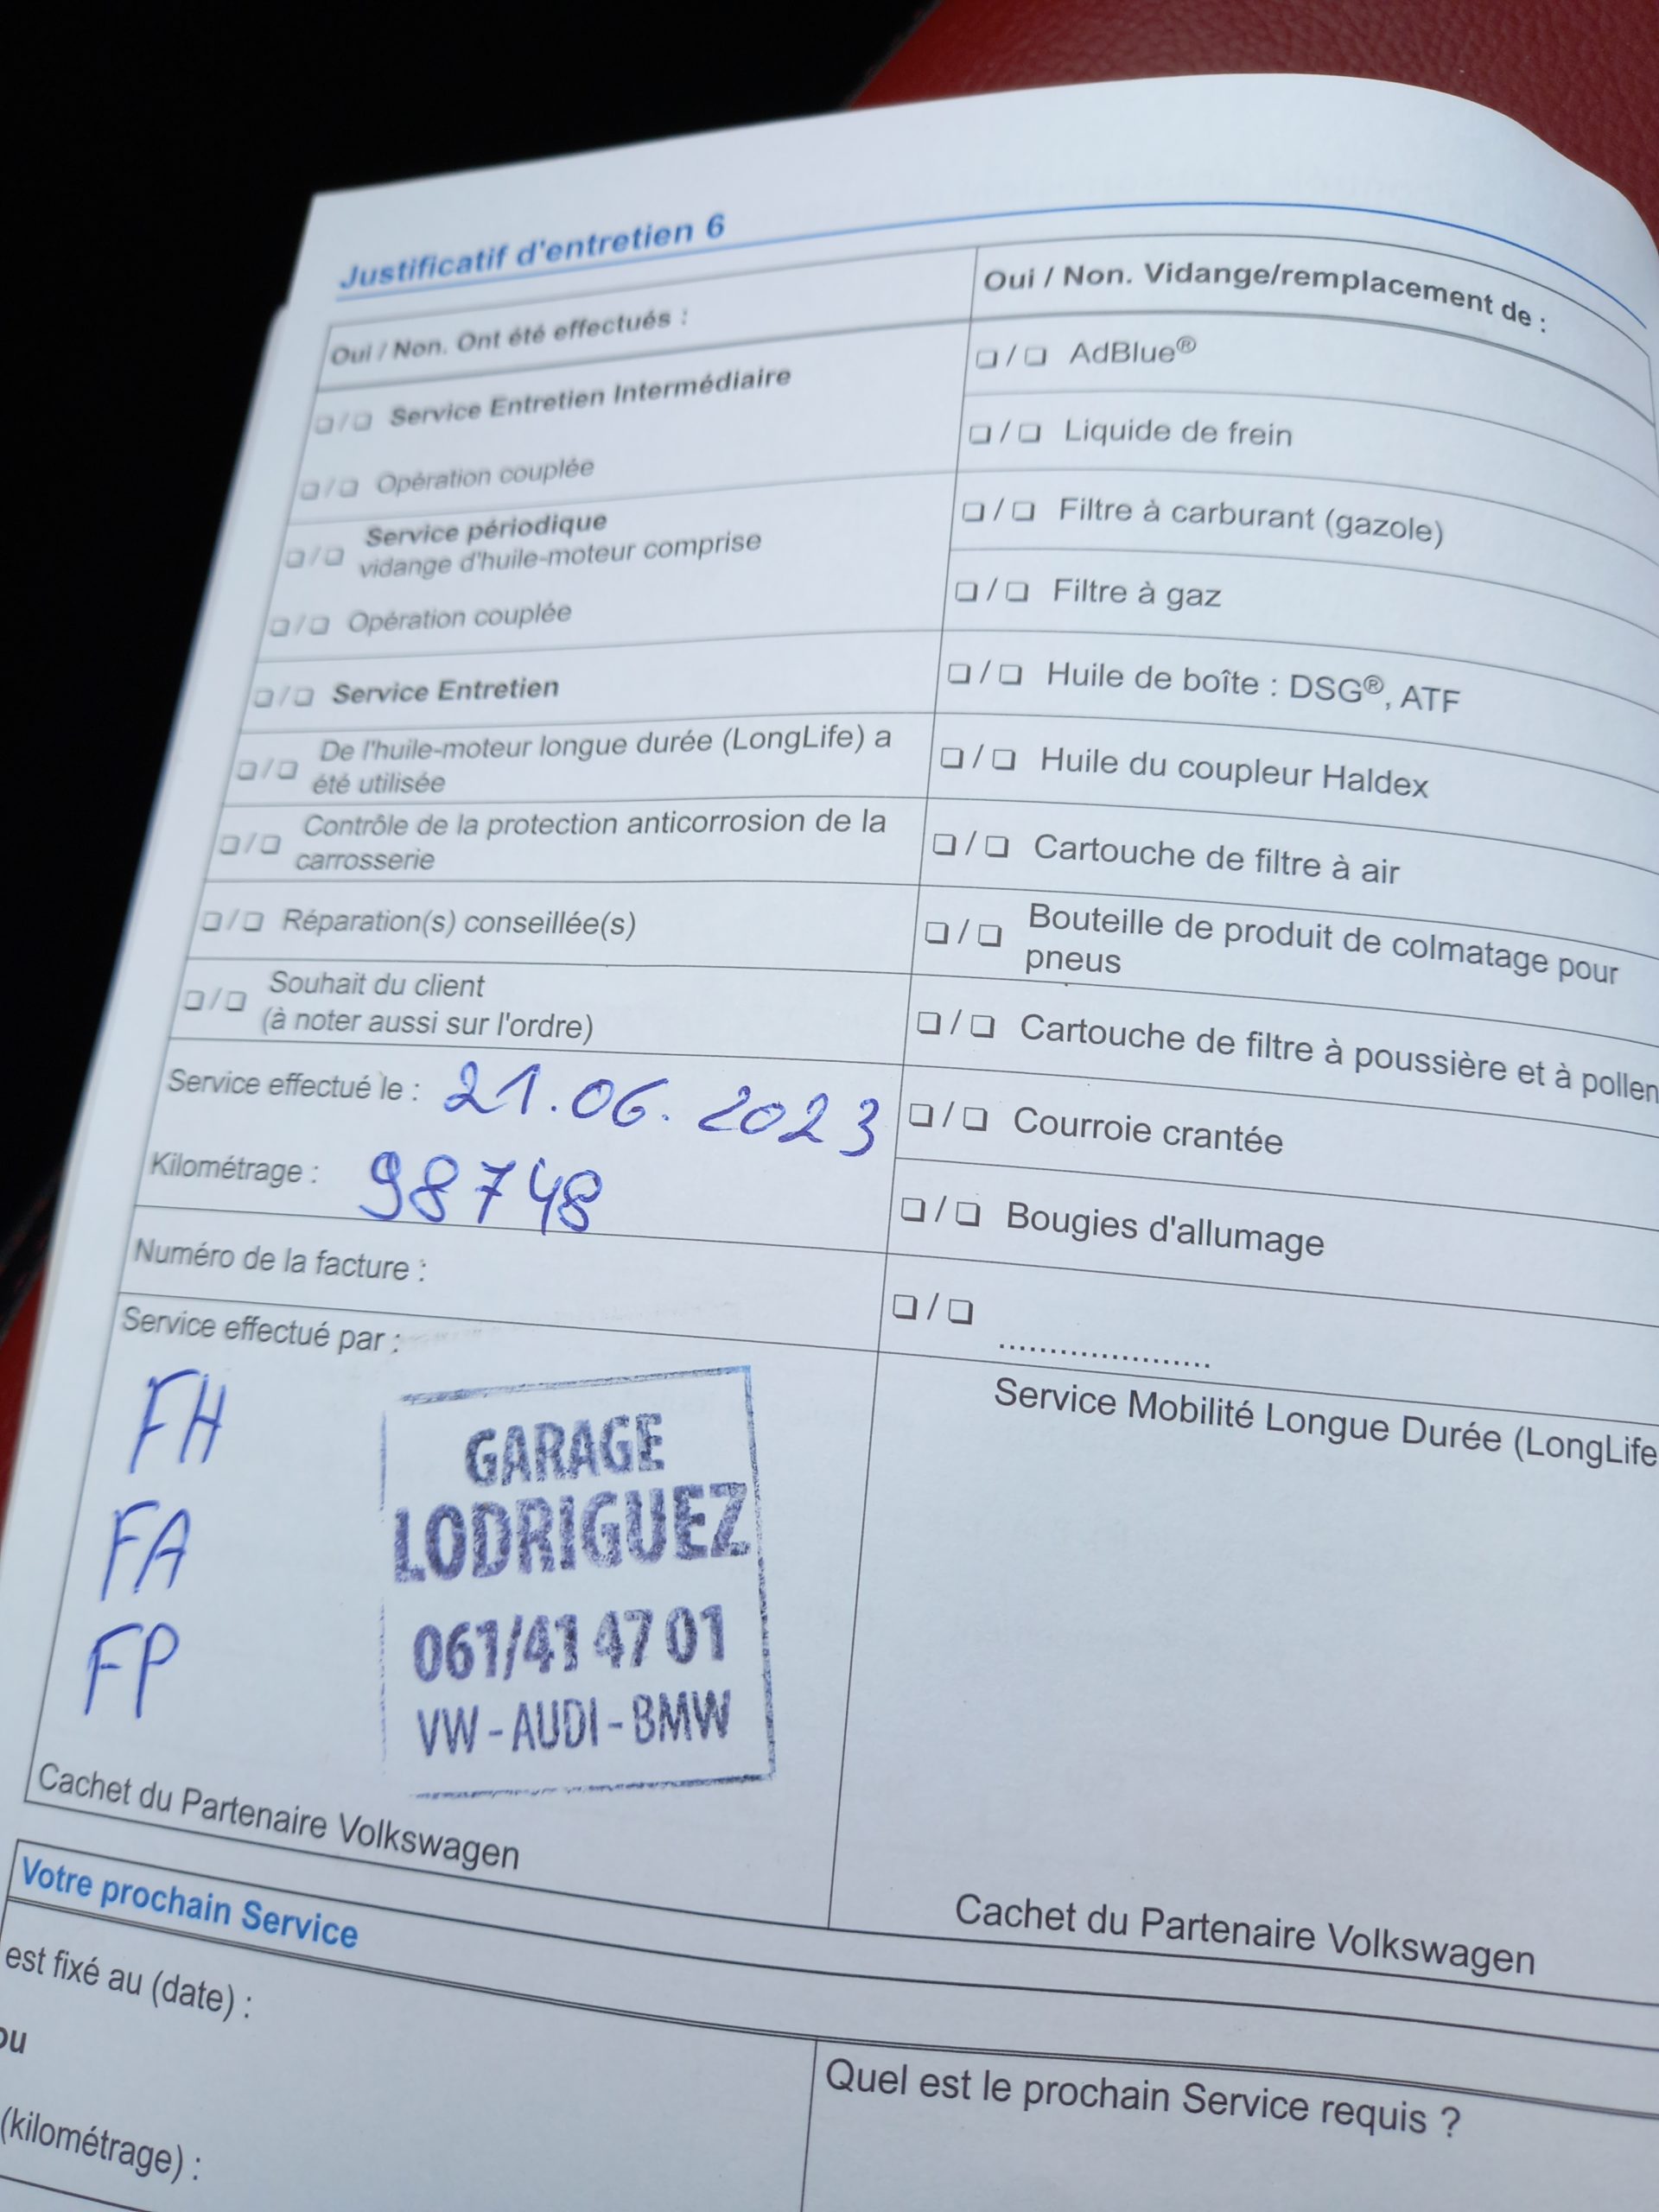 Justificatif d'entretien 6
Oui / Non. Ont été effectués :
❏ / ❏ Service Entretien Intermédiaire
❏ / ❏ Opération couplée
❏ / ❏ Service périodique
vidange d'huile-moteur comprise
❏ / ❏ Opération couplée
❏ / ❏ Service Entretien
❏ / ❏ De l'huile-moteur longue durée (LongLife) a
été utilisée
❏ / ❏ Contrôle de la protection anticorrosion de la
carrosserie
❏ / ❏ Réparation(s) conseillée(s)
❏ / ❏ Souhait du client
(à noter aussi sur l'ordre)
Service effectué le : 21.06.2023
Kilométrage : 98748
Numéro de la facture :
Service effectué par :
FH
FA
FP
GARAGE
LODRIGUEZ
061/41 47 01
VW - AUDI - BMW
Cachet du Partenaire Volkswagen
Oui / Non. Vidange/remplacement de :
❏ / ❏ AdBlue®
❏ / ❏ Liquide de frein
❏ / ❏ Filtre à carburant (gazole)
❏ / ❏ Filtre à gaz
❏ / ❏ Huile de boîte : DSG®, ATF
❏ / ❏ Huile du coupleur Haldex
❏ / ❏ Cartouche de filtre à air
❏ / ❏ Bouteille de produit de colmatage pour
pneus
❏ / ❏ Cartouche de filtre à poussière et à pollen
❏ / ❏ Courroie crantée
❏ / ❏ Bougies d'allumage
❏ / ❏ .....................
Service Mobilité Longue Durée (LongLife
Cachet du Partenaire Volkswagen
Votre prochain Service
est fixé au (date) :
ou
(kilométrage) :
Quel est le prochain Service requis ?